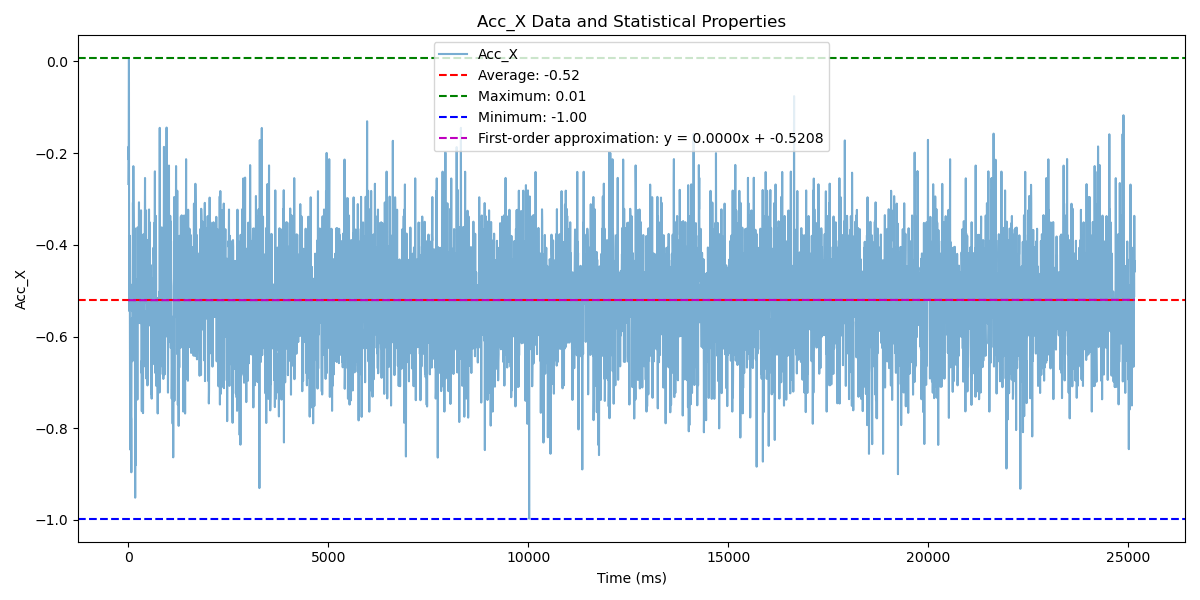 Acc_X Data and Statistical Properties
Acc_X
Average: -0.52
Maximum: 0.01
Minimum: -1.00
First-order approximation: y = 0.0000x + -0.5208
0.0
−0.2
−0.4
−0.6
−0.8
−1.0
Acc_X
0 5000 10000 15000 20000 25000
Time (ms)